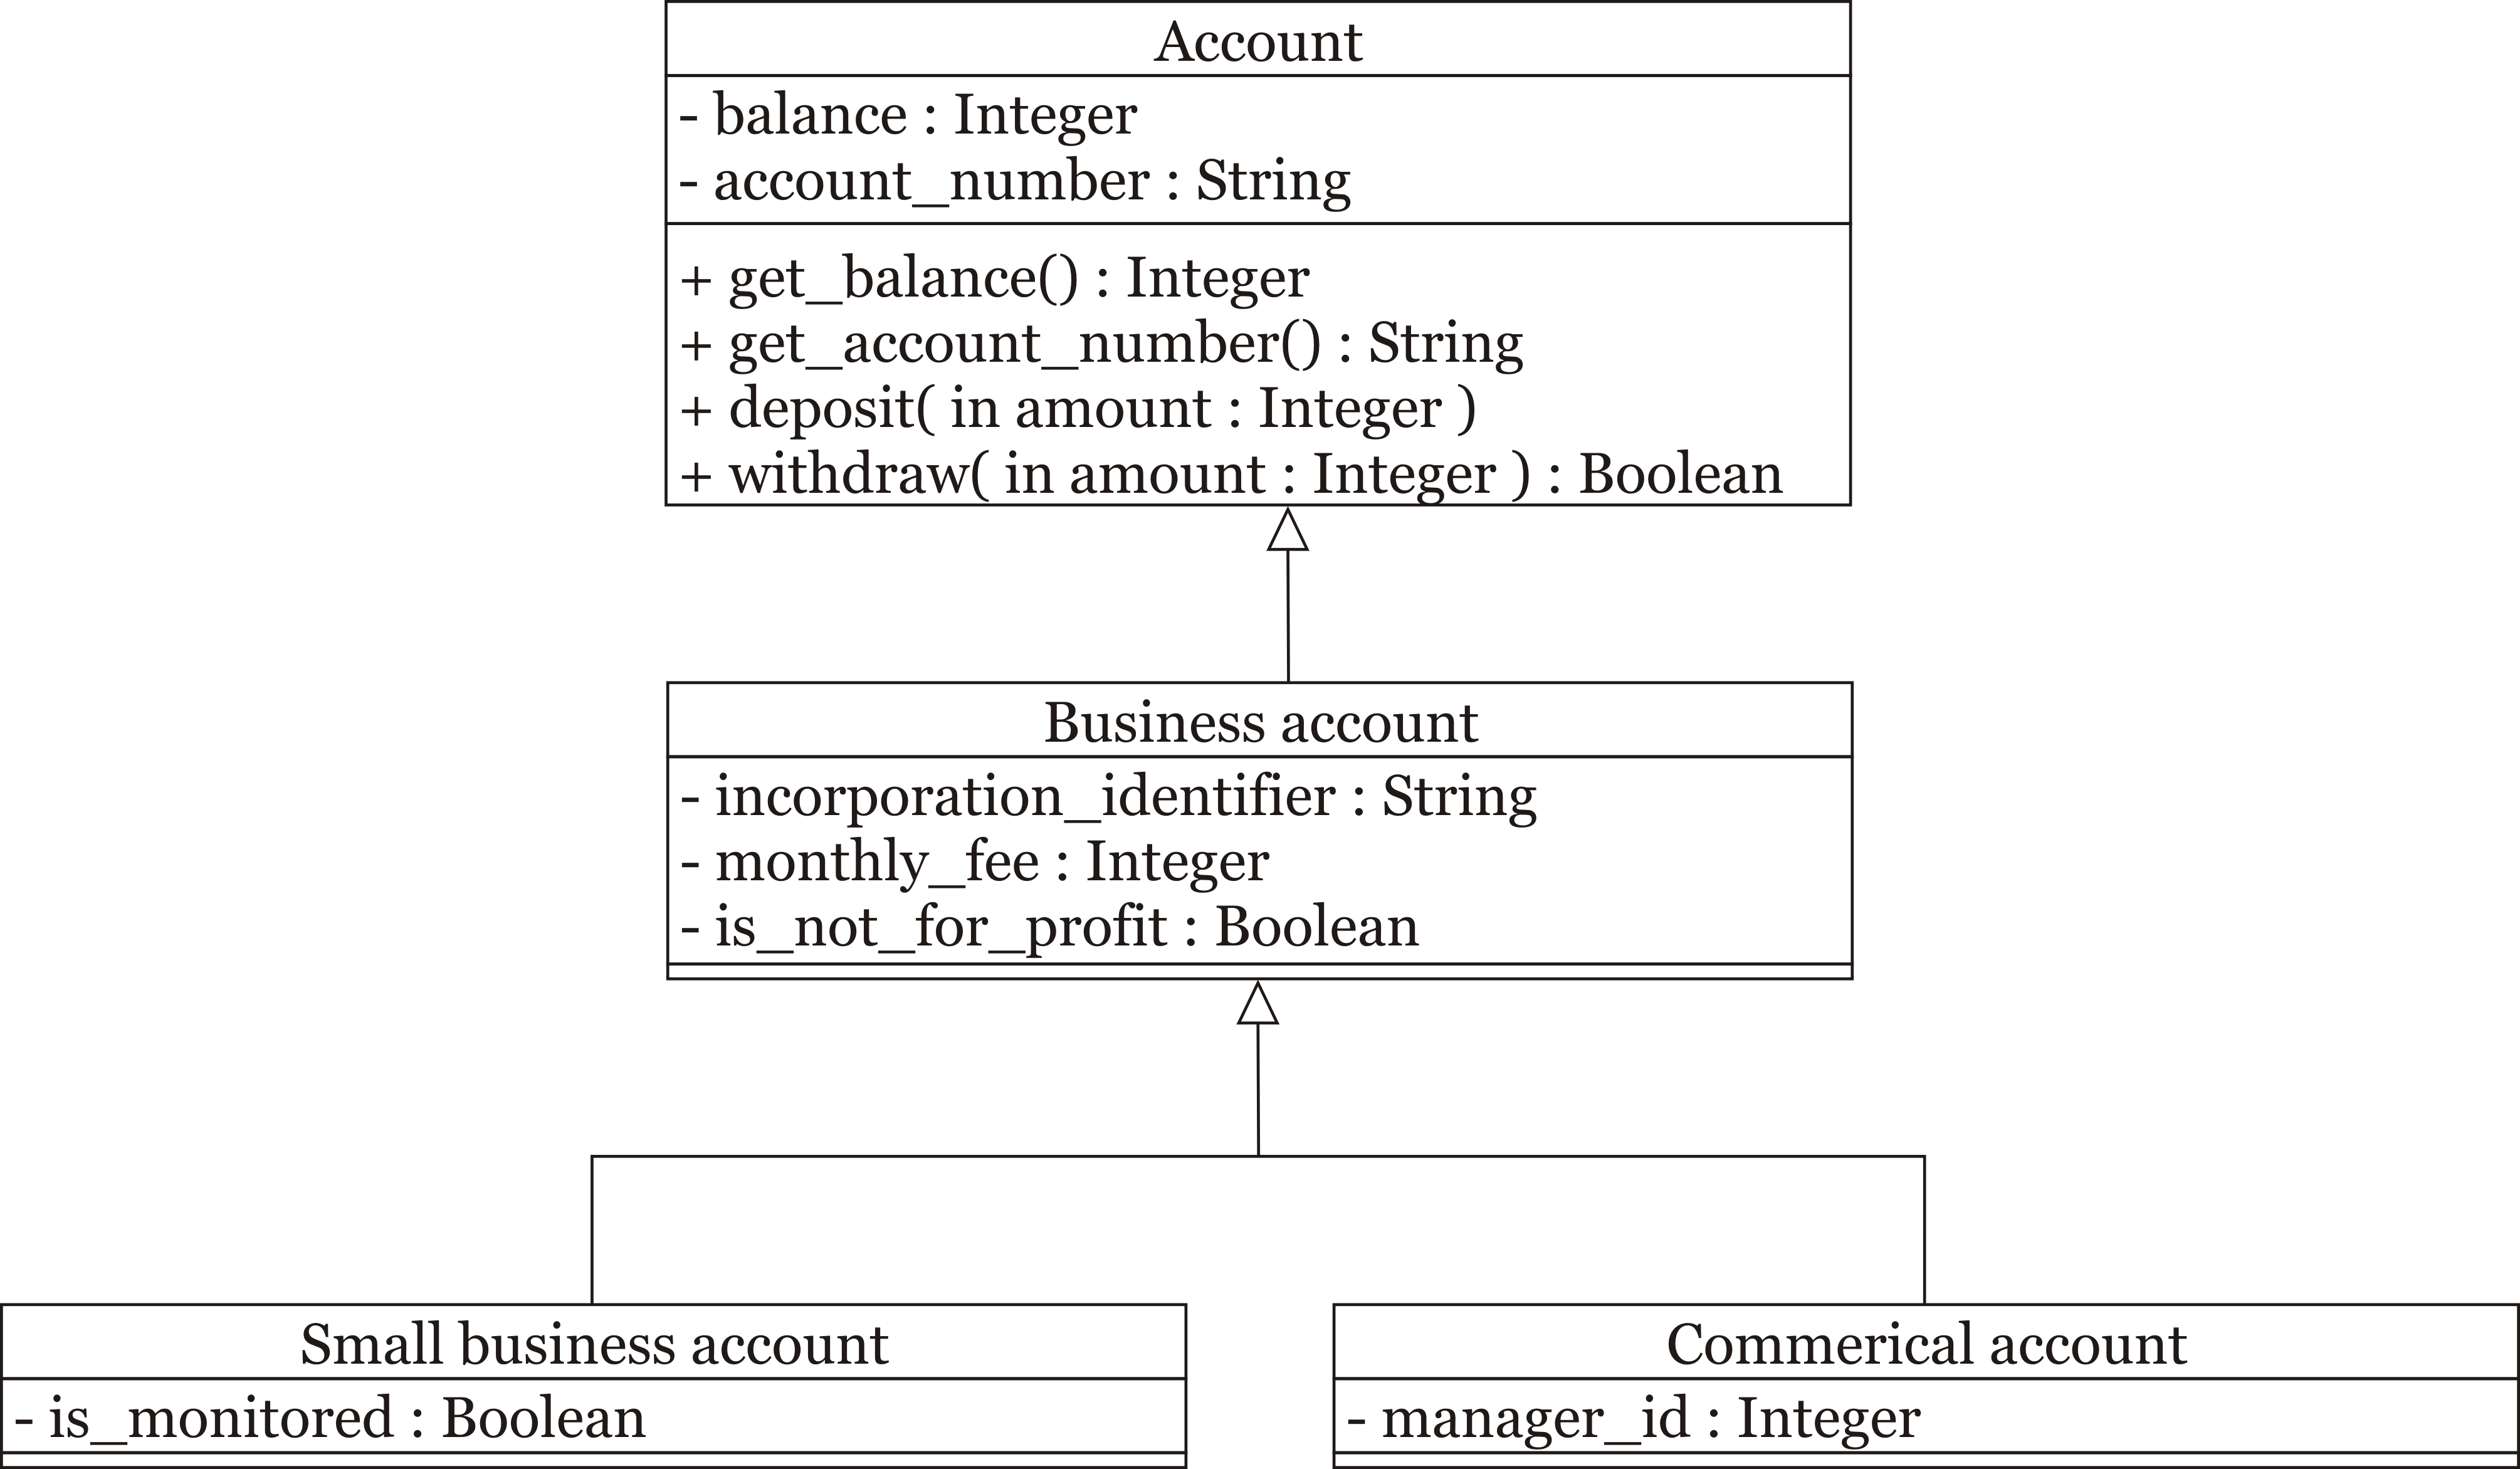 Account
- balance : Integer
- account_number : String
+ get_balance() : Integer
+ get_account_number() : String
+ deposit( in amount : Integer )
+ withdraw( in amount : Integer ) : Boolean
Business account
- incorporation_identifier : String
- monthly_fee : Integer
- is_not_for_profit : Boolean
Small business account
- is_monitored : Boolean
Commerical account
- manager_id : Integer